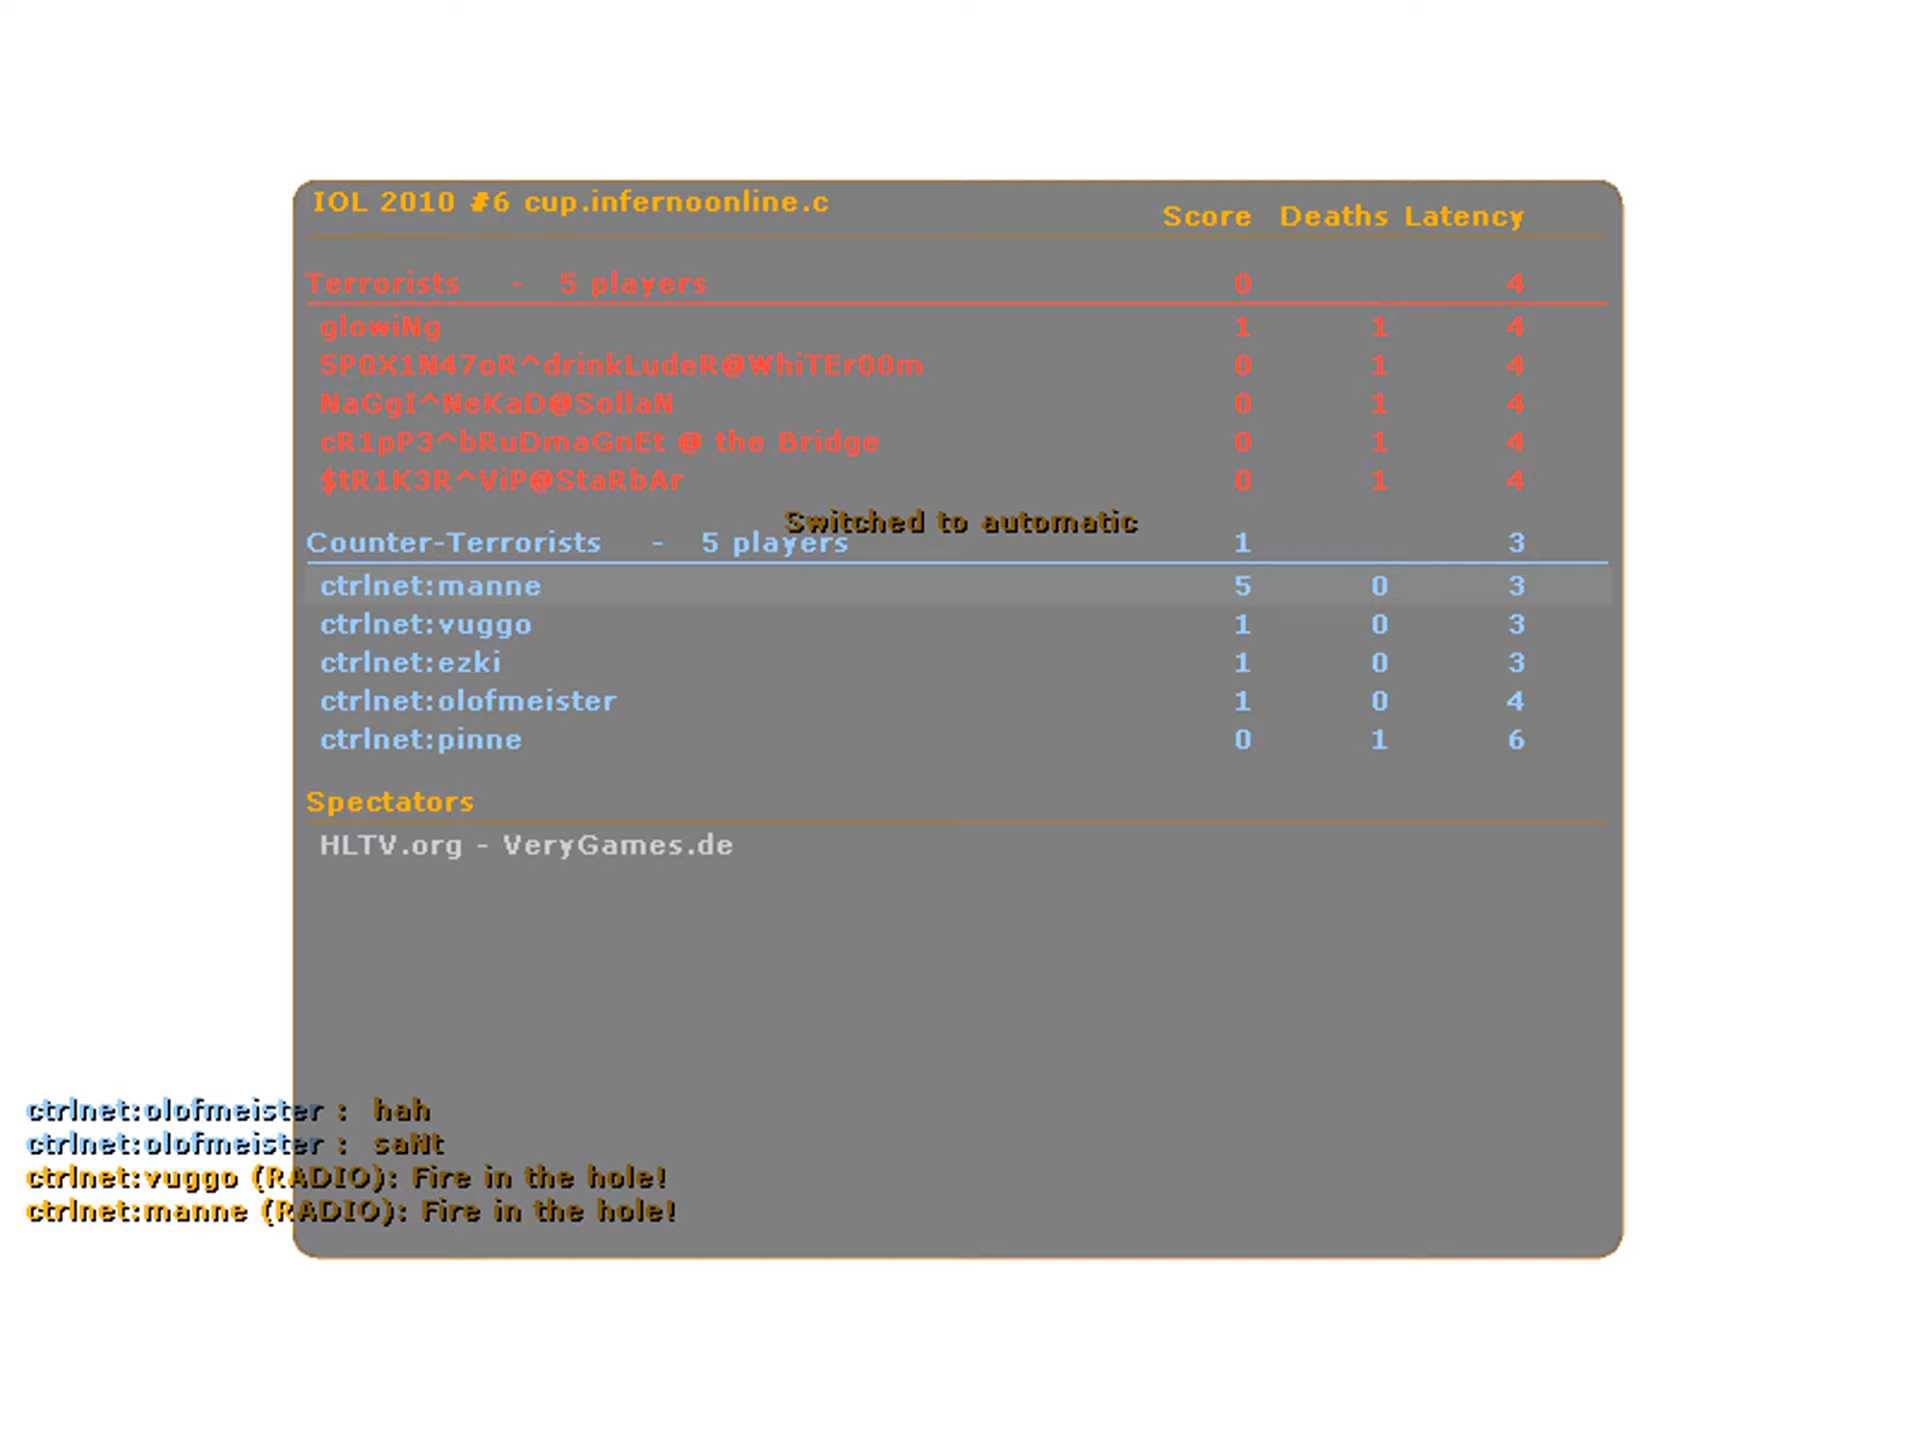 IOL 2010 #6 cup.infernoonline.c
Score Deaths Latency
Terrorists - 5 players 0 4
glowiNg 1 1 4
5P0X1N47oR^drinkLudeR@WhiTEr00m 0 1 4
NaGgI^NeKaD@SollaN 0 1 4
cR1pP3^bRuDmaGnEt @ the Bridge 0 1 4
$tR1K3R^ViP@StaRbAr 0 1 4
Switched to automatic
Counter-Terrorists - 5 players 1 3
ctrlnet:manne 5 0 3
ctrlnet:vuggo 1 0 3
ctrlnet:ezki 1 0 3
ctrlnet:olofmeister 1 0 4
ctrlnet:pinne 0 1 6
Spectators
HLTV.org - VeryGames.de
ctrlnet:olofmeister : hah
ctrlnet:olofmeister : saNt
ctrlnet:vuggo (RADIO): Fire in the hole!
ctrlnet:manne (RADIO): Fire in the hole!